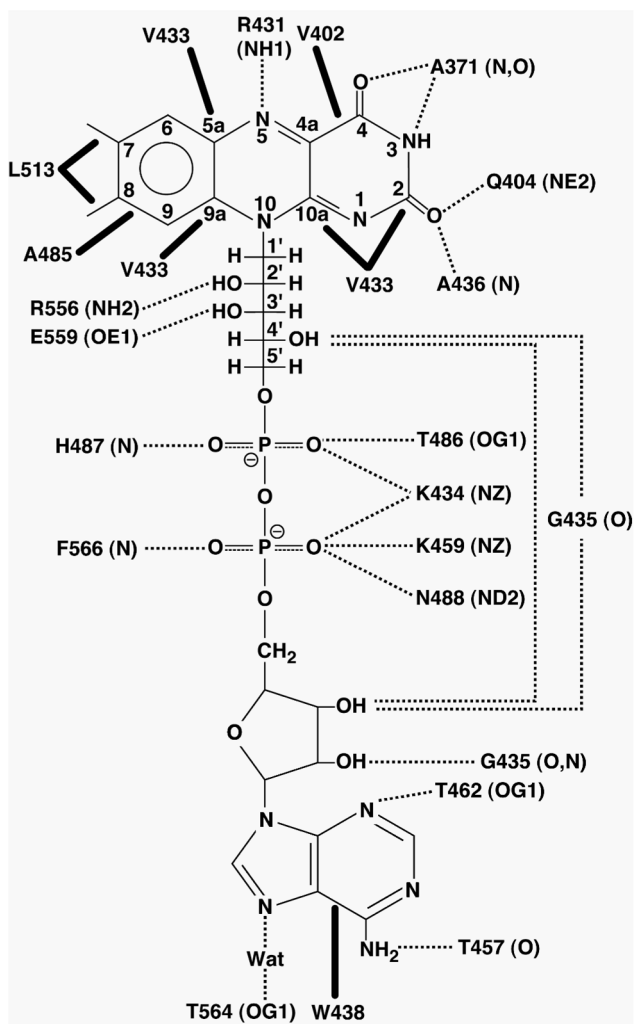 R431
(NH1)
V433
V402
A371 (N,O)
O
6
5a
N
5
4a
4
NH
3
7
L513
8
9
9a
10
N
10a
N
1
2
O
Q404 (NE2)
A485
V433
V433
A436 (N)
1'
H H
2'
HO H
R556 (NH2)
3'
HO H
E559 (OE1)
4'
H OH
5'
H H
O
H487 (N) O P O T486 (OG1)
⊖
O K434 (NZ)
G435 (O)
⊖
F566 (N) O P O K459 (NZ)
N488 (ND2)
O
CH2
OH
O
OH G435 (O,N)
T462 (OG1)
N N
N
N
NH2 T457 (O)
Wat
T564 (OG1) W438